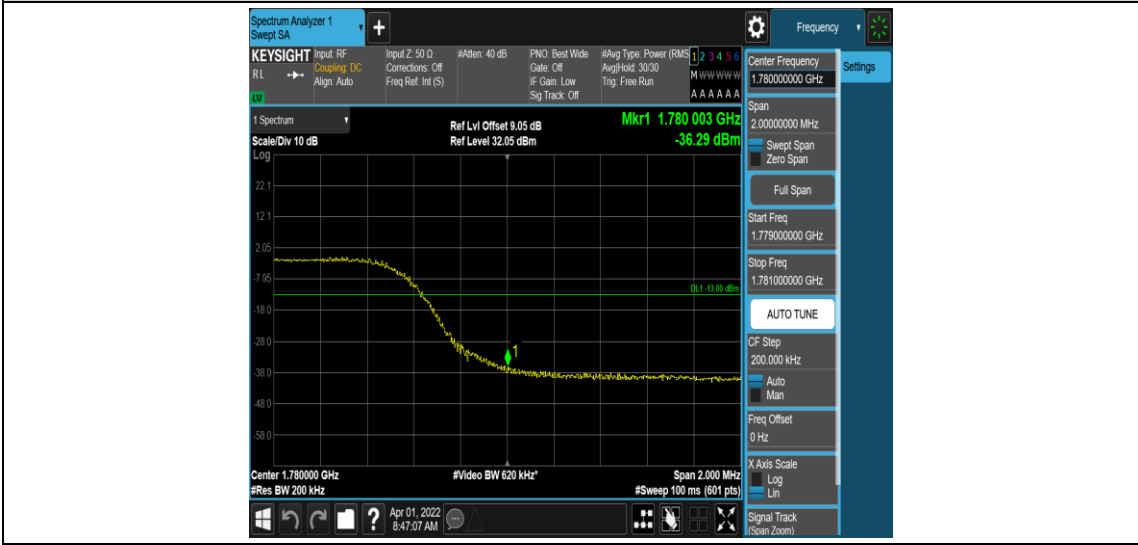 Spectrum Analyzer 1
Swept SA
+
Frequency
KEYSIGHT
RL
LXI
Input: RF
Coupling: DC
Align: Auto
Input Z: 50 Ω
Corrections: Off
Freq Ref: Int (S)
#Atten: 40 dB
PNO: Best Wide
Gate: Off
IF Gain: Low
Sig Track: Off
#Avg Type: Power (RMS
Avg|Hold: 30/30
Trig: Free Run
1 2 3 4 5 6
M W W W W W
A A A A A A
1 Spectrum
Scale/Div 10 dB
Ref Lvl Offset 9.05 dB
Ref Level 32.05 dBm
Mkr1 1.780 003 GHz
-36.29 dBm
Log
22.1
12.1
2.05
-7.95
-18.0
-28.0
-38.0
-48.0
-58.0
DL1 -13.00 dBm
1
Center 1.780000 GHz
#Res BW 200 kHz
#Video BW 620 kHz*
Span 2.000 MHz
#Sweep 100 ms (601 pts)
Center Frequency
1.780000000 GHz
Settings
Span
2.00000000 MHz
Swept Span
Zero Span
Full Span
Start Freq
1.779000000 GHz
Stop Freq
1.781000000 GHz
AUTO TUNE
CF Step
200.000 kHz
Auto
Man
Freq Offset
0 Hz
X Axis Scale
Log
Lin
Signal Track
(Span Zoom)
?
Apr 01, 2022
8:47:07 AM